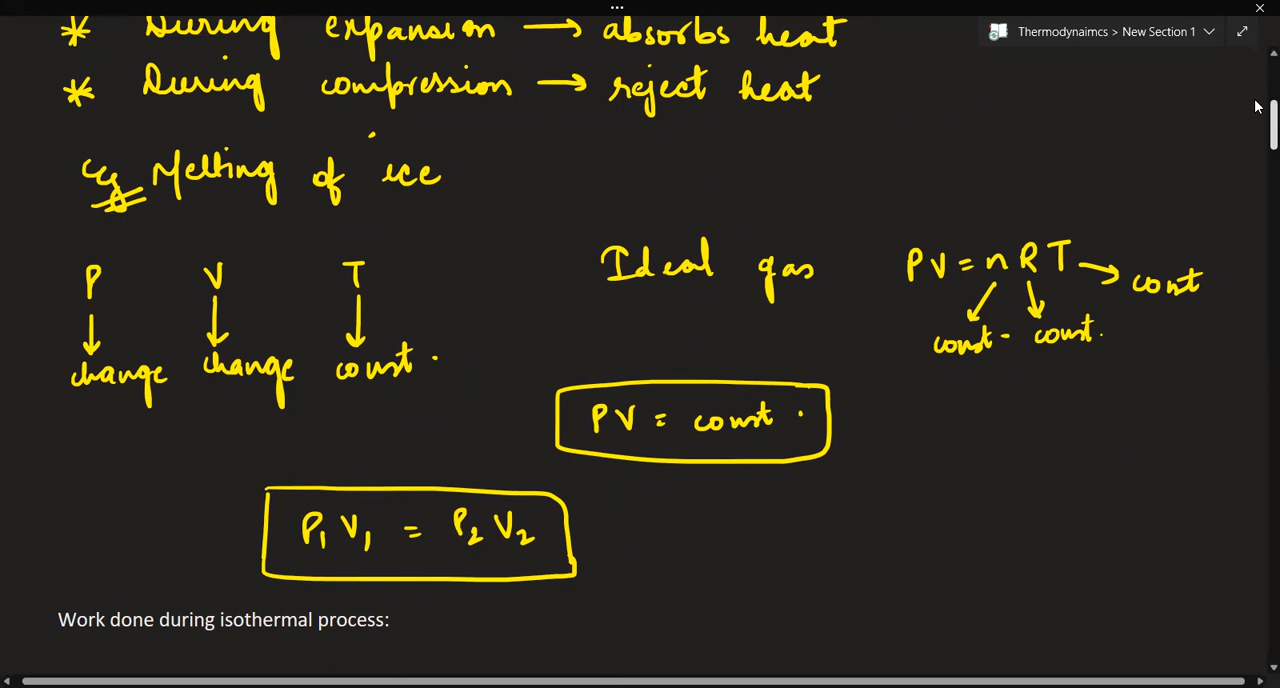 Thermodynaimcs > New Section 1
* During expansion → absorbs heat
* During compression → reject heat
eg Melting of ice
P V T
change change const.
Ideal gas
PV = nRT → const
const. const.
PV = const.
P₁V₁ = P₂V₂
Work done during isothermal process: